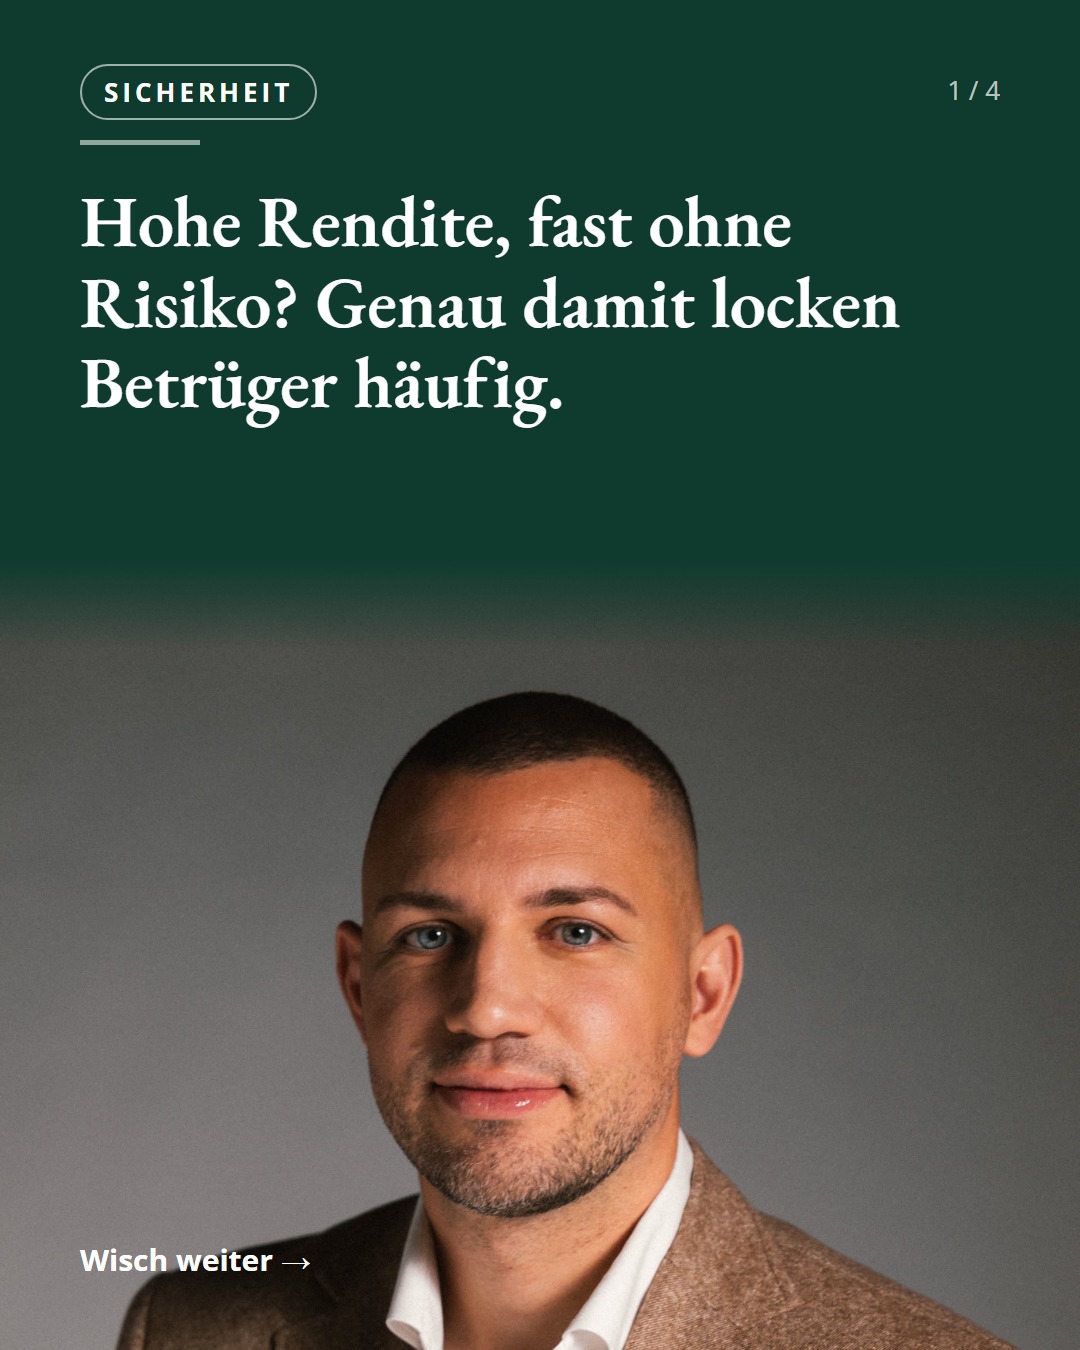 SICHERHEIT
1 / 4
Hohe Rendite, fast ohne
Risiko? Genau damit locken
Betrüger häufig.
Wisch weiter →